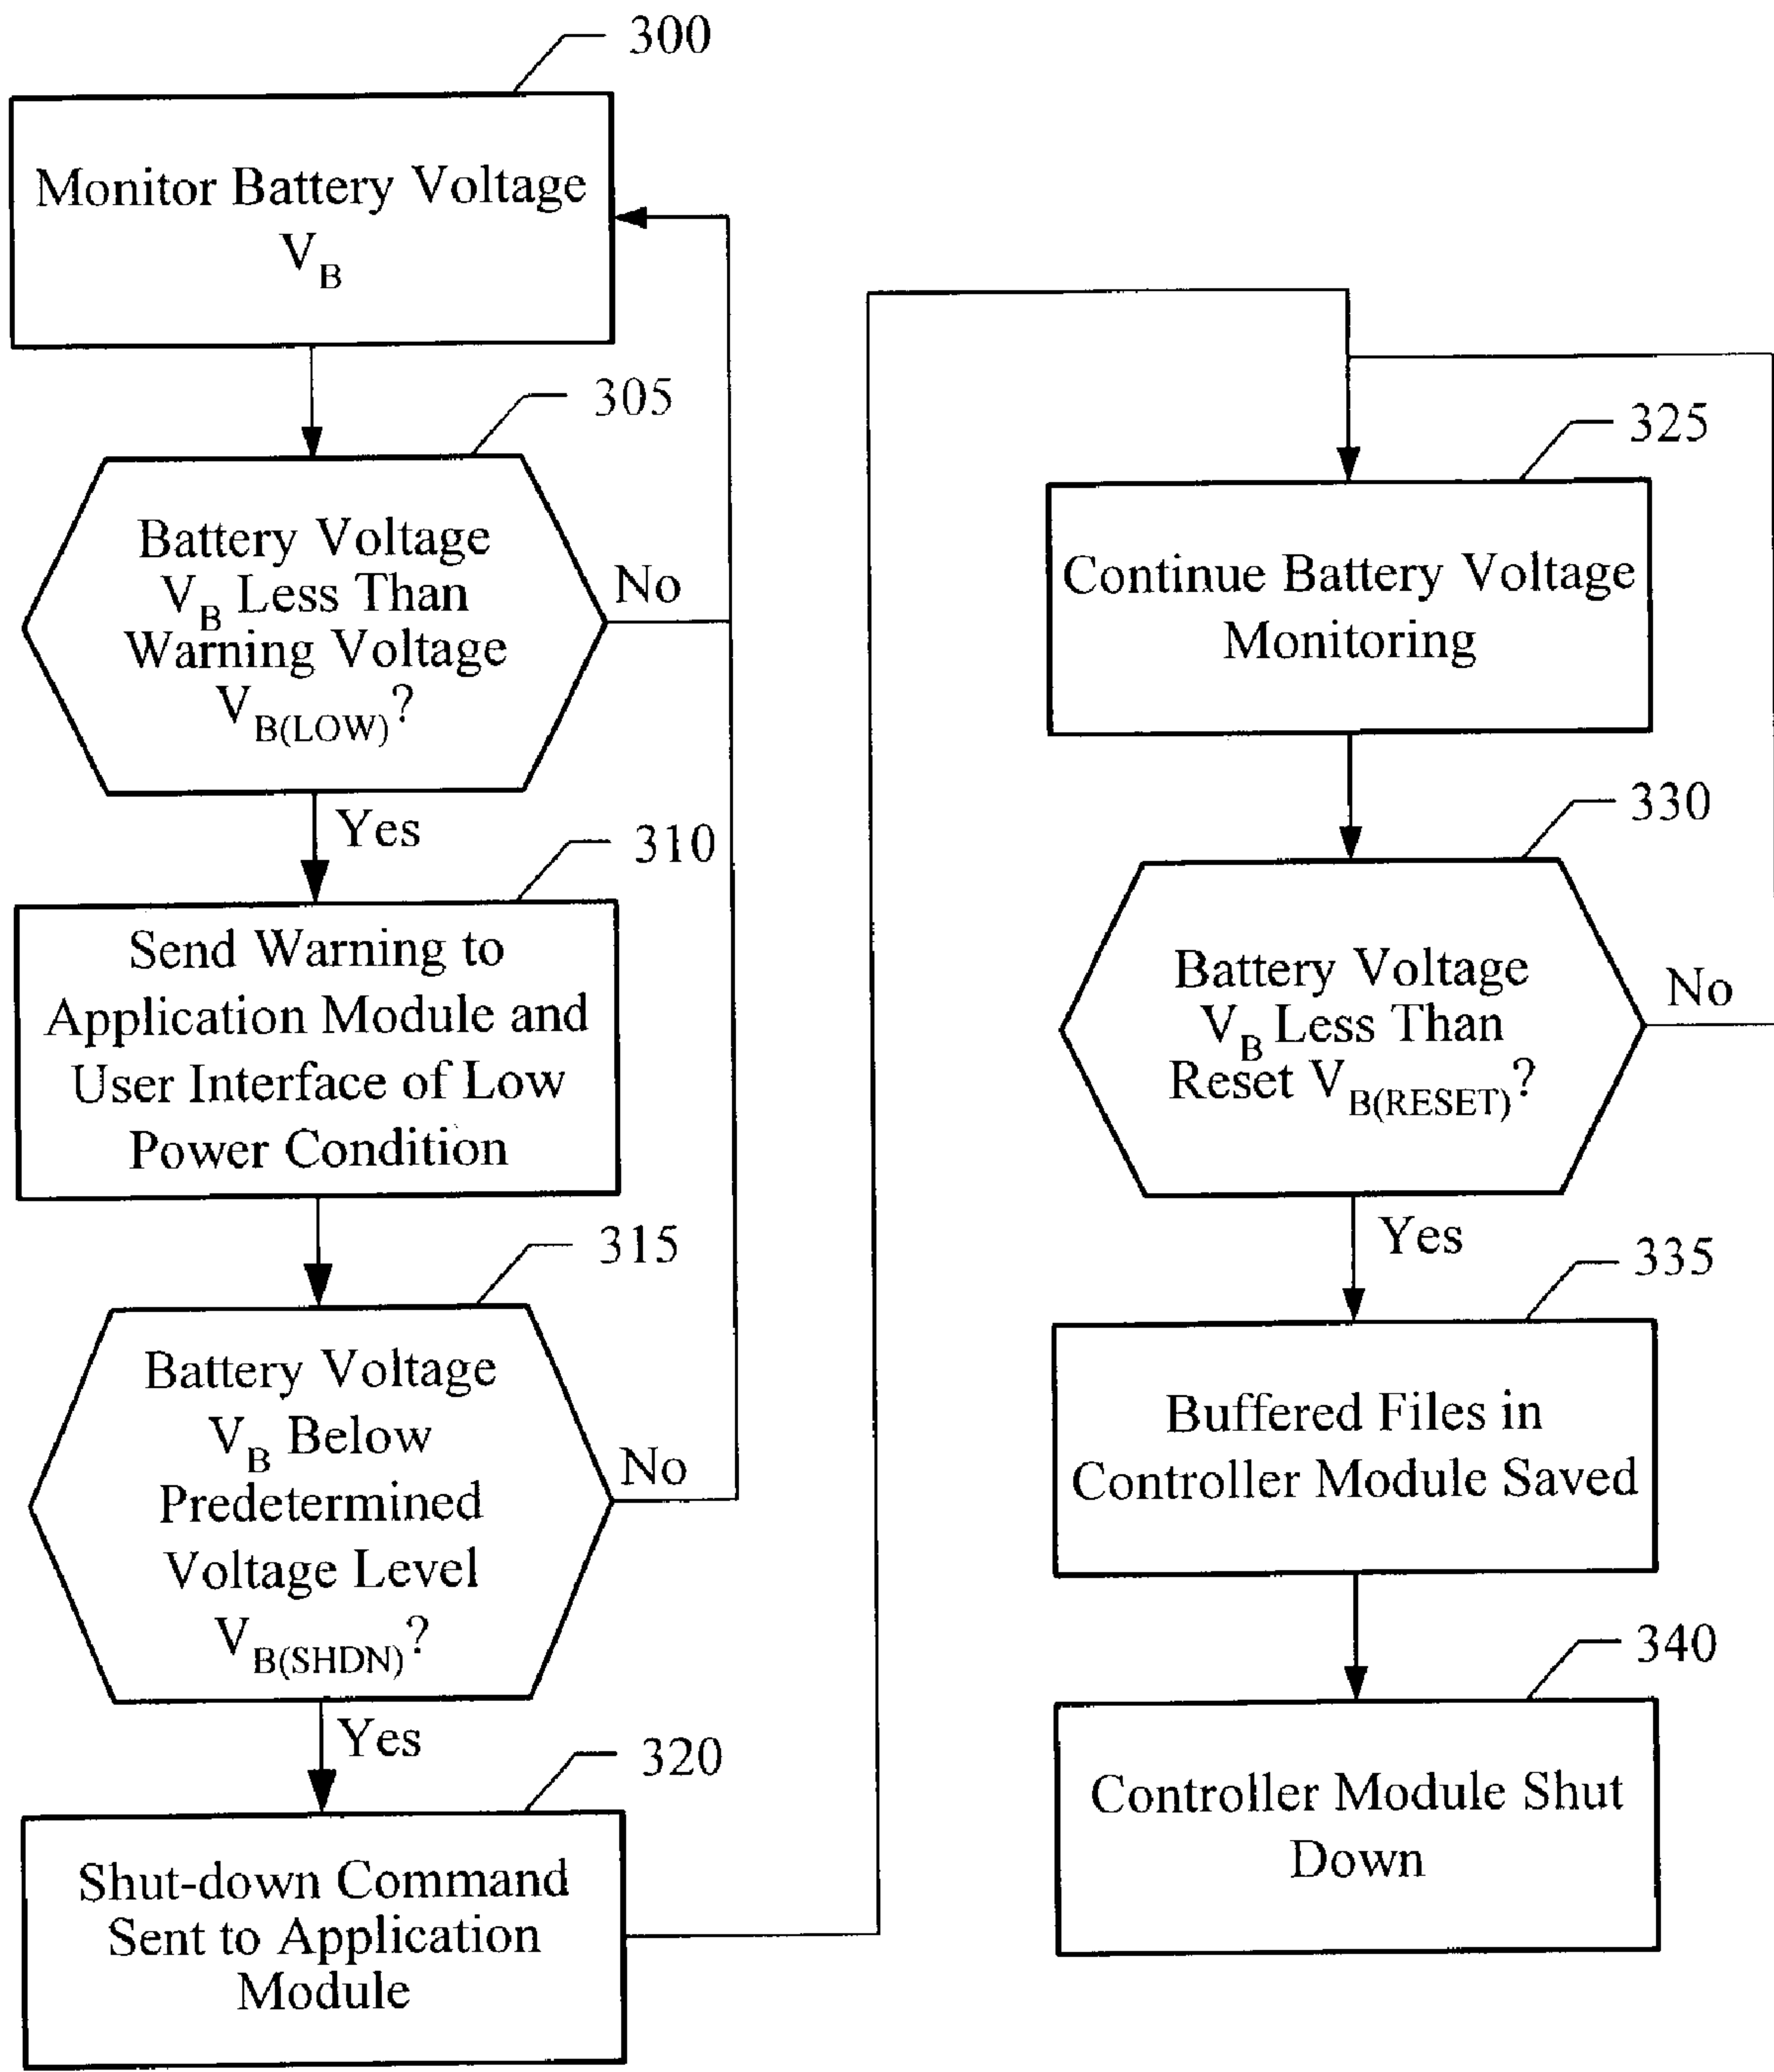 300
Monitor Battery Voltage
V_B
305
Battery Voltage
V_B Less Than
Warning Voltage
V_B(LOW)?
No
Yes
310
Send Warning to
Application Module and
User Interface of Low
Power Condition
315
Battery Voltage
V_B Below
Predetermined
Voltage Level
V_B(SHDN)?
No
Yes
320
Shut-down Command
Sent to Application
Module
325
Continue Battery Voltage
Monitoring
330
Battery Voltage
V_B Less Than
Reset V_B(RESET)?
No
Yes
335
Buffered Files in
Controller Module Saved
340
Controller Module Shut
Down